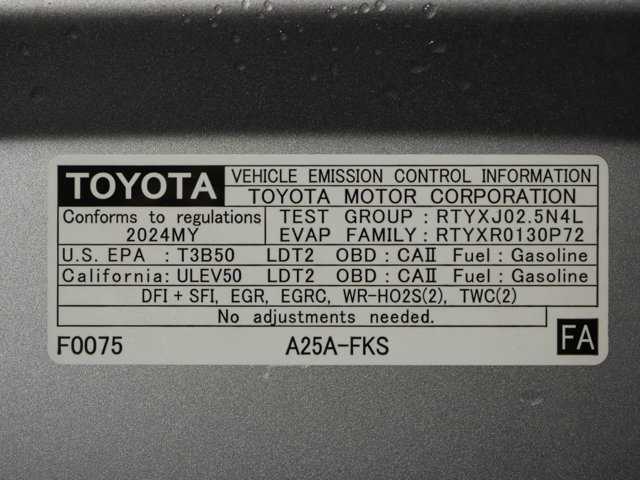 TOYOTA
VEHICLE EMISSION CONTROL INFORMATION
TOYOTA MOTOR CORPORATION
Conforms to regulations
2024MY
TEST GROUP : RTYXJ02.5N4L
EVAP FAMILY : RTYXR0130P72
U.S. EPA : T3B50 LDT2 OBD : CAII Fuel : Gasoline
California: ULEV50 LDT2 OBD : CAII Fuel : Gasoline
DFI + SFI, EGR, EGRC, WR-HO2S(2), TWC(2)
No adjustments needed.
F0075 A25A-FKS FA